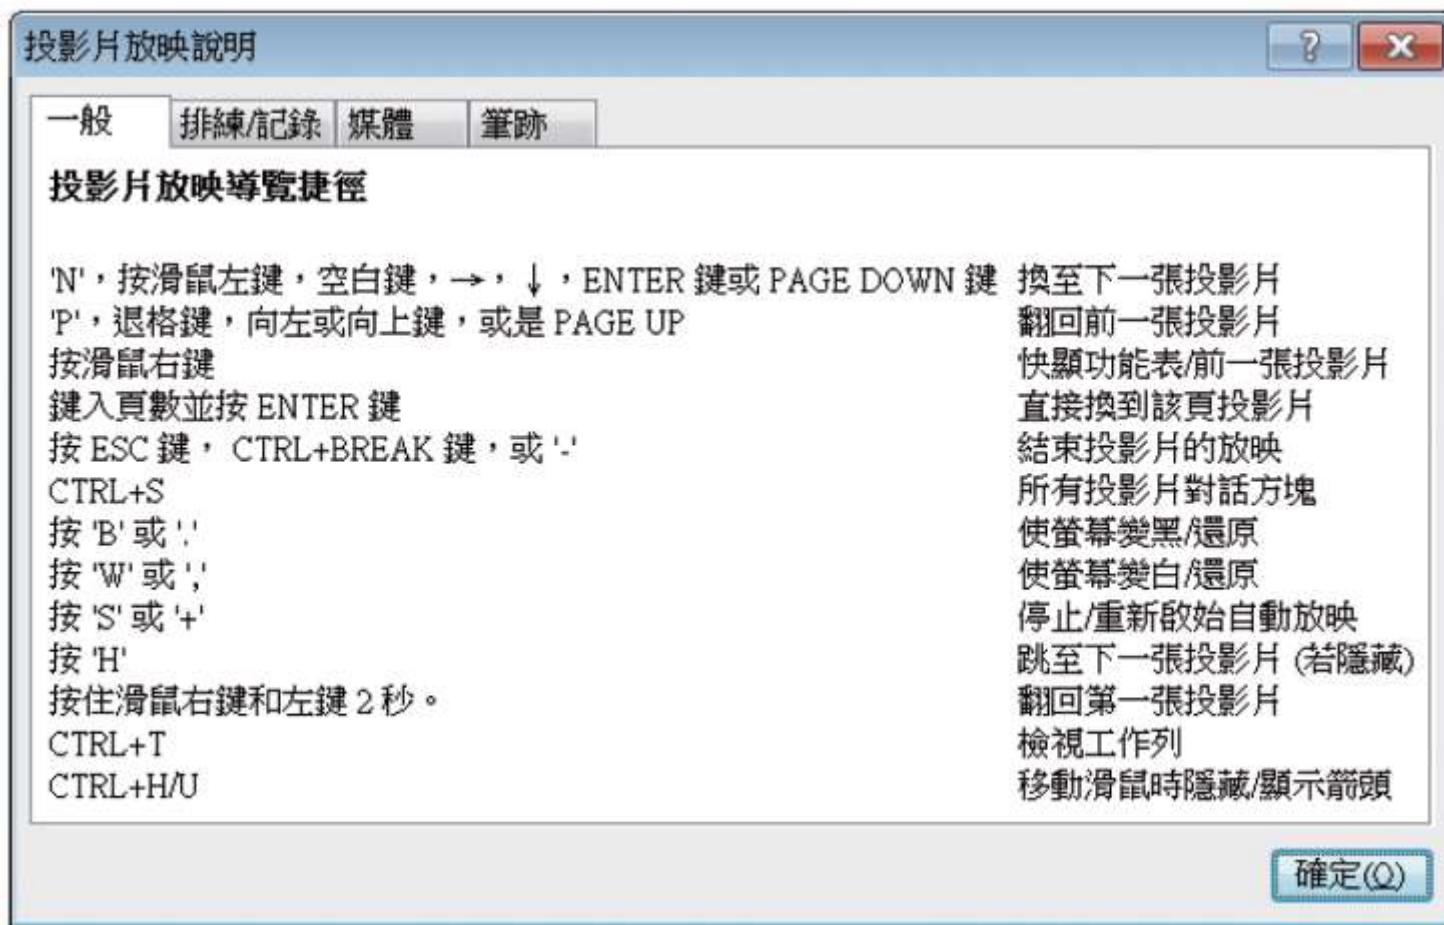 投影片放映說明
一般 排練/記錄 媒體 筆跡
投影片放映導覽捷徑
'N'，按滑鼠左鍵，空白鍵，→，↓，ENTER 鍵或 PAGE DOWN 鍵 換至下一張投影片
'P'，退格鍵，向左或向上鍵，或是 PAGE UP 翻回前一張投影片
按滑鼠右鍵 快顯功能表/前一張投影片
鍵入頁數並按 ENTER 鍵 直接換到該頁投影片
按 ESC 鍵， CTRL+BREAK 鍵，或 '-' 結束投影片的放映
CTRL+S 所有投影片對話方塊
按 'B' 或 '.' 使螢幕變黑/還原
按 'W' 或 ',' 使螢幕變白/還原
按 'S' 或 '+' 停止/重新啟始自動放映
按 'H' 跳至下一張投影片 (若隱藏)
按住滑鼠右鍵和左鍵 2 秒。 翻回第一張投影片
CTRL+T 檢視工作列
CTRL+H/U 移動滑鼠時隱藏/顯示箭頭
確定(O)